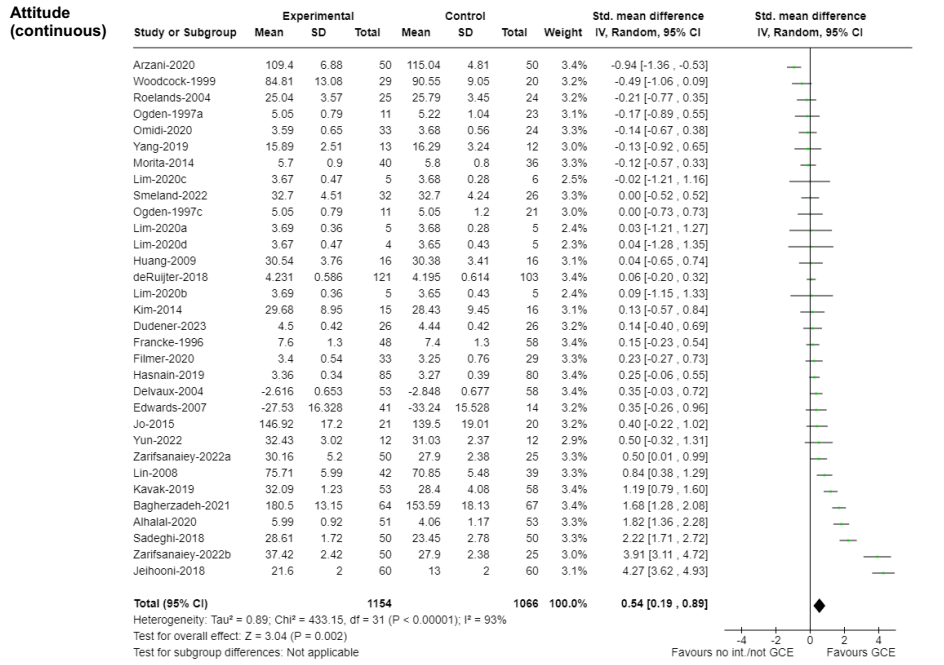 Attitude
(continuous)
Experimental Control Std. mean difference Std. mean difference
Study or Subgroup Mean SD Total Mean SD Total Weight IV, Random, 95% CI IV, Random, 95% CI
Arzani-2020 109.4 6.88 50 115.04 4.81 50 3.4% -0.94 [-1.36 , -0.53]
Woodcock-1999 84.81 13.08 29 90.55 9.05 20 3.2% -0.49 [-1.06 , 0.09]
Roelands-2004 25.04 3.57 25 25.79 3.45 24 3.2% -0.21 [-0.77 , 0.35]
Ogden-1997a 5.05 0.79 11 5.22 1.04 23 3.0% -0.17 [-0.89 , 0.55]
Omidi-2020 3.59 0.65 33 3.68 0.56 24 3.3% -0.14 [-0.67 , 0.38]
Yang-2019 15.89 2.51 13 16.29 3.24 12 2.9% -0.13 [-0.92 , 0.65]
Morita-2014 5.7 0.9 40 5.8 0.8 36 3.4% -0.12 [-0.57 , 0.33]
Lim-2020c 3.67 0.47 5 3.68 0.28 6 2.5% -0.02 [-1.21 , 1.16]
Smeland-2022 32.7 4.51 32 32.7 4.24 26 3.3% 0.00 [-0.52 , 0.52]
Ogden-1997c 5.05 0.79 11 5.05 1.2 21 3.0% 0.00 [-0.73 , 0.73]
Lim-2020a 3.69 0.36 5 3.68 0.28 5 2.4% 0.03 [-1.21 , 1.27]
Lim-2020d 3.67 0.47 4 3.65 0.43 5 2.3% 0.04 [-1.28 , 1.35]
Huang-2009 30.54 3.76 16 30.38 3.41 16 3.0% 0.04 [-0.65 , 0.74]
deRuijter-2018 4.231 0.586 121 4.195 0.614 103 3.5% 0.06 [-0.20 , 0.32]
Lim-2020b 3.69 0.36 5 3.65 0.43 5 2.4% 0.09 [-1.15 , 1.33]
Kim-2014 29.68 8.95 15 28.43 9.45 16 3.0% 0.13 [-0.57 , 0.84]
Dudener-2023 4.5 0.42 26 4.44 0.42 26 3.2% 0.14 [-0.40 , 0.69]
Francke-1996 7.6 1.3 48 7.4 1.3 58 3.4% 0.15 [-0.23 , 0.54]
Filmer-2020 3.4 0.54 33 3.25 0.76 29 3.3% 0.23 [-0.27 , 0.73]
Hasnain-2019 3.36 0.34 85 3.27 0.39 80 3.5% 0.25 [-0.06 , 0.55]
Delvaux-2004 -2.616 0.653 53 -2.848 0.677 58 3.4% 0.35 [-0.03 , 0.72]
Edwards-2007 -27.53 16.328 41 -33.24 15.528 14 3.2% 0.35 [-0.26 , 0.96]
Jo-2015 146.92 17.2 21 139.5 19.01 20 3.2% 0.40 [-0.22 , 1.02]
Yun-2022 32.43 3.02 12 31.03 2.37 12 2.9% 0.50 [-0.32 , 1.31]
Zarifsanaiey-2022a 30.16 5.2 50 27.9 2.38 25 3.3% 0.50 [0.01 , 0.99]
Lin-2008 75.71 5.99 42 70.85 5.48 39 3.3% 0.84 [0.38 , 1.29]
Kavak-2019 32.09 1.23 53 28.4 4.08 58 3.4% 1.19 [0.79 , 1.60]
Bagherzadeh-2021 180.5 13.15 64 153.59 18.13 67 3.4% 1.68 [1.28 , 2.08]
Alhalal-2020 5.99 0.92 51 4.06 1.17 53 3.3% 1.82 [1.36 , 2.28]
Sadeghi-2018 28.61 1.72 50 23.45 2.78 50 3.3% 2.22 [1.71 , 2.72]
Zarifsanaiey-2022b 37.42 2.42 50 27.9 2.38 25 2.9% 3.91 [3.11 , 4.72]
Jeihooni-2018 21.6 2 60 13 2 60 3.1% 4.27 [3.62 , 4.93]
Total (95% CI) 1154 1066 100.0% 0.54 [0.19 , 0.89]
Heterogeneity: Tau² = 0.89; Chi² = 433.15, df = 31 (P < 0.00001); I² = 93%
Test for overall effect: Z = 3.04 (P = 0.002)
-4 -2 0 2 4
Test for subgroup differences: Not applicable Favours no int./not GCE Favours GCE